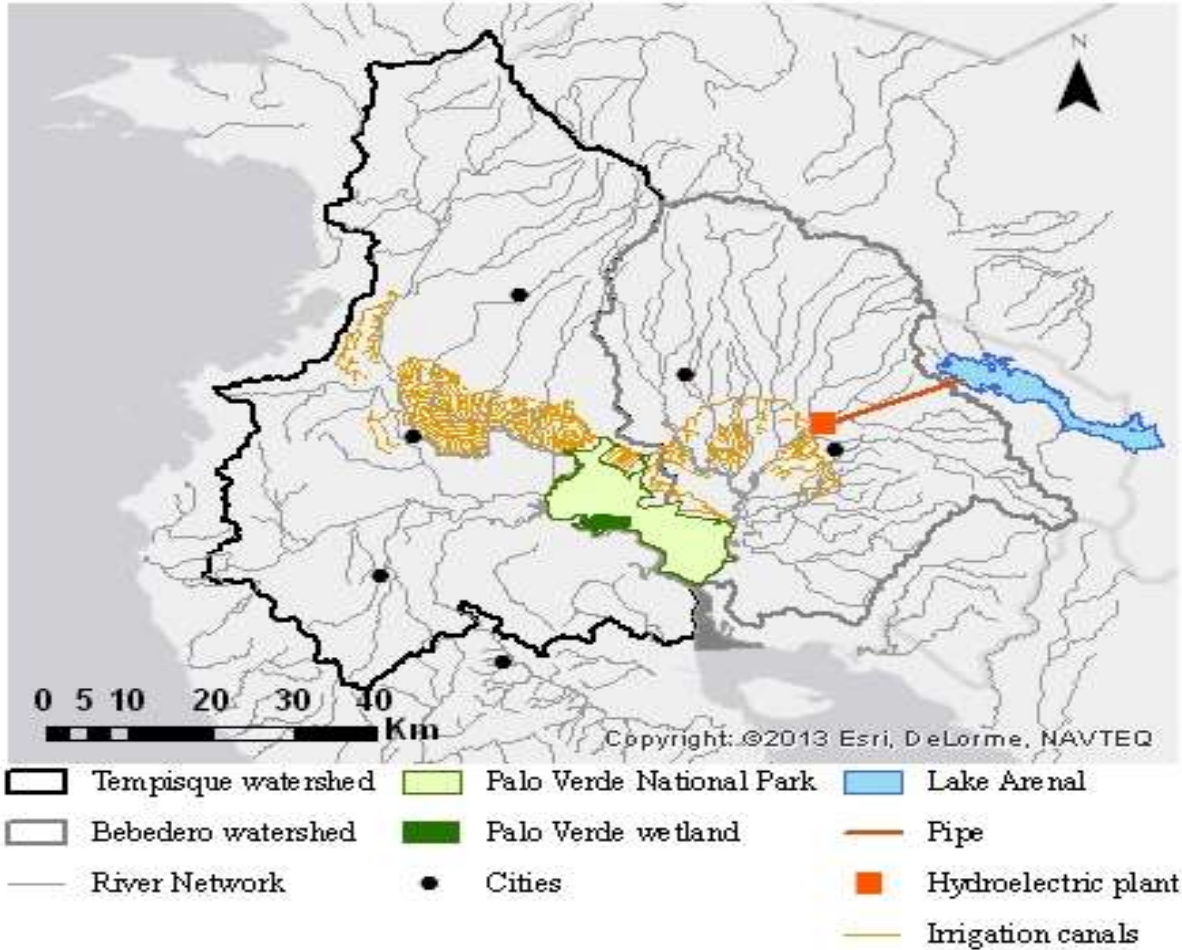 N
0 5 10 20 30 40
Km
Copyright: ©2013 Esri, DeLorme, NAVTEQ
Tempisque watershed Palo Verde National Park Lake Arenal
Bebedero watershed Palo Verde wetland Pipe
River Network Cities Hydroelectric plant
Irrigation canals